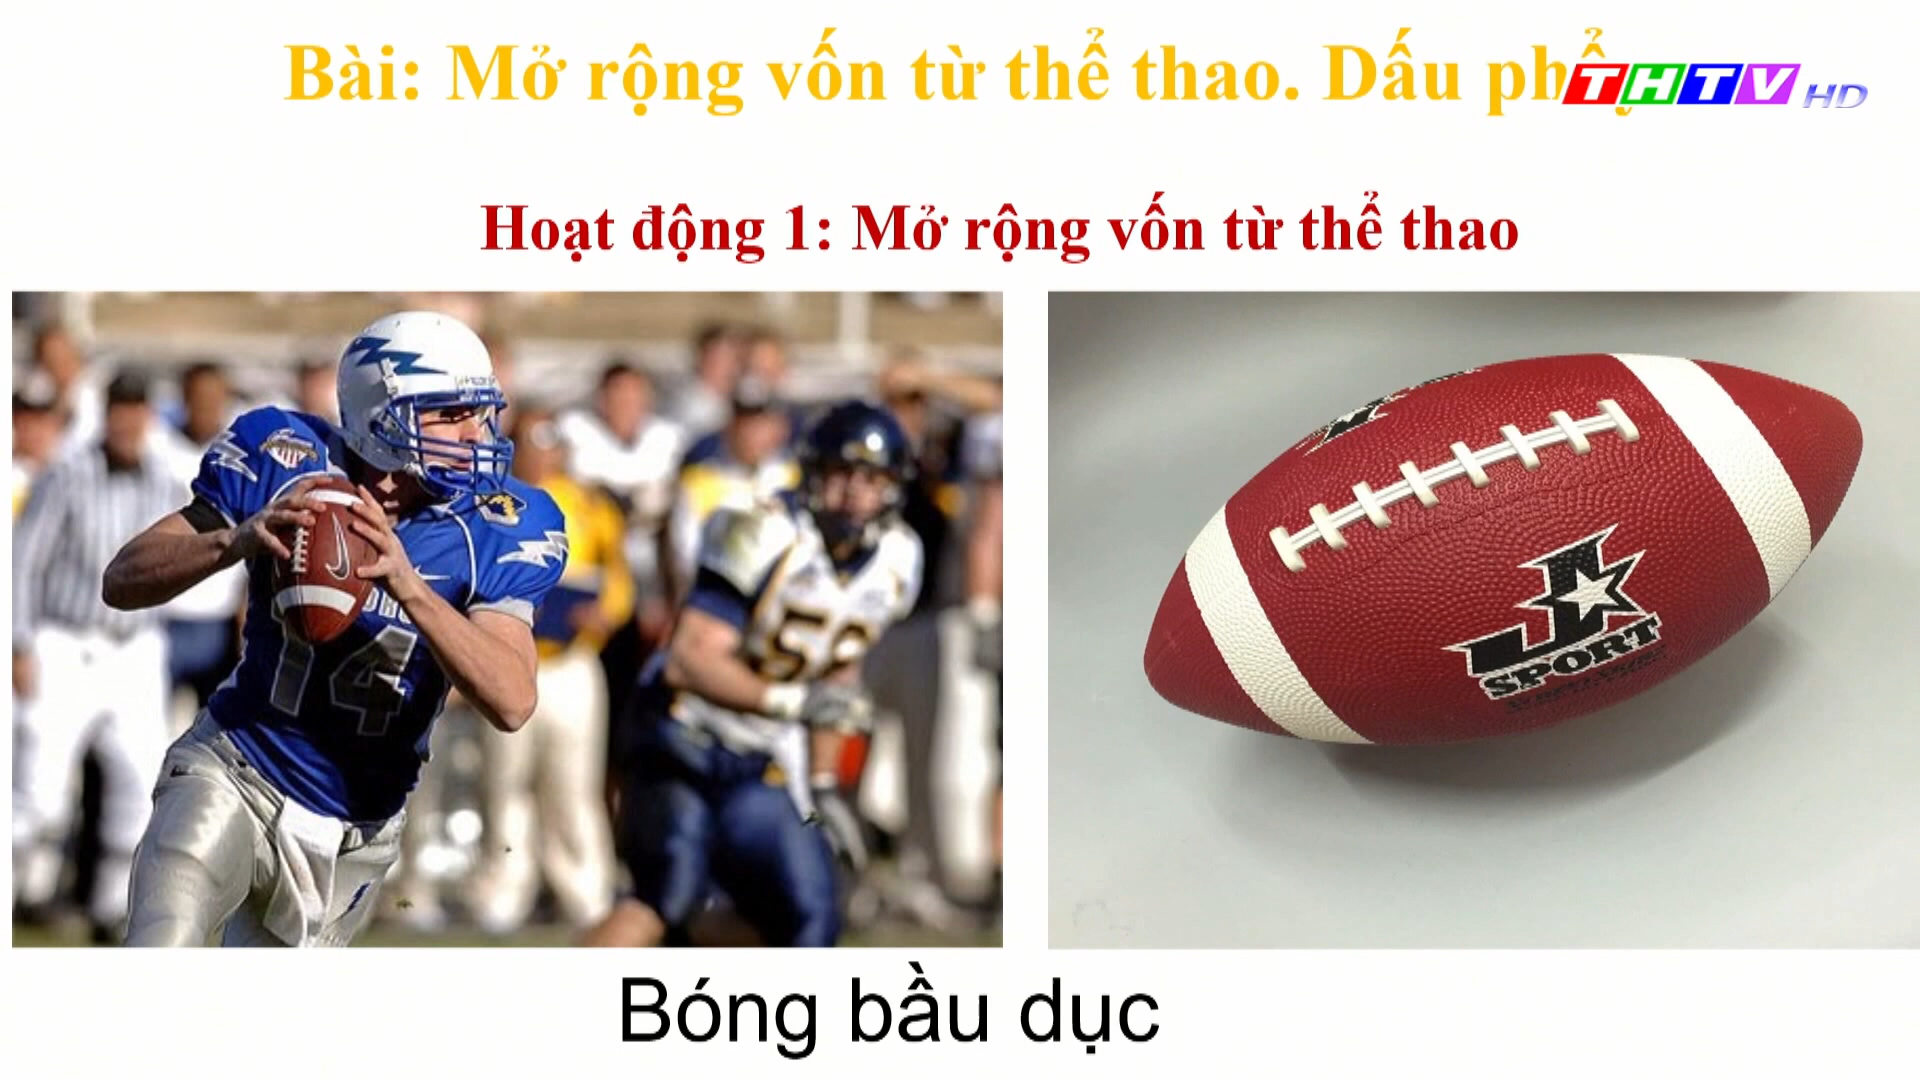 Bài: Mở rộng vốn từ thể thao. Dấu
THTV HD
Hoạt động 1: Mở rộng vốn từ thể thao
14
SPORT
Bóng bầu dục